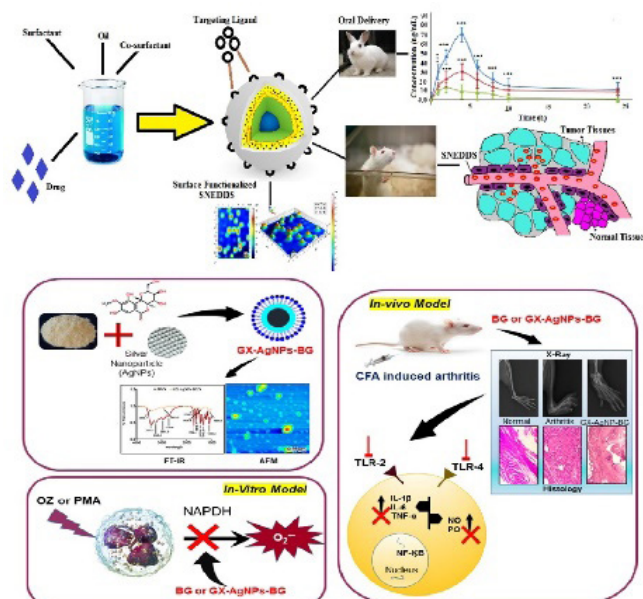 Surfactant
Oil
Co-surfactant
Drug
Targeting Ligand
Surface Functionalized
SNEDDS
Oral Delivery
Concentration (ng/mL)
Time (h)
SNEDDS
Tumor Tissues
Normal Tissue
Silver
Nanoparticle
(AgNPs)
GX-AgNPs-BG
FT-IR
AFM
In-Vitro Model
OZ or PMA
NAPDH
O₂⁻
BG or GX-AgNPs-BG
In-vivo Model
CFA induced arthritis
BG or GX-AgNPs-BG
X-Ray
Normal
Arthritis
GX-AgNP-BG
Histology
TLR-2
TLR-4
IL-1β
IL-6
TNF-α
NO
PO
NF-KB
Nucleus